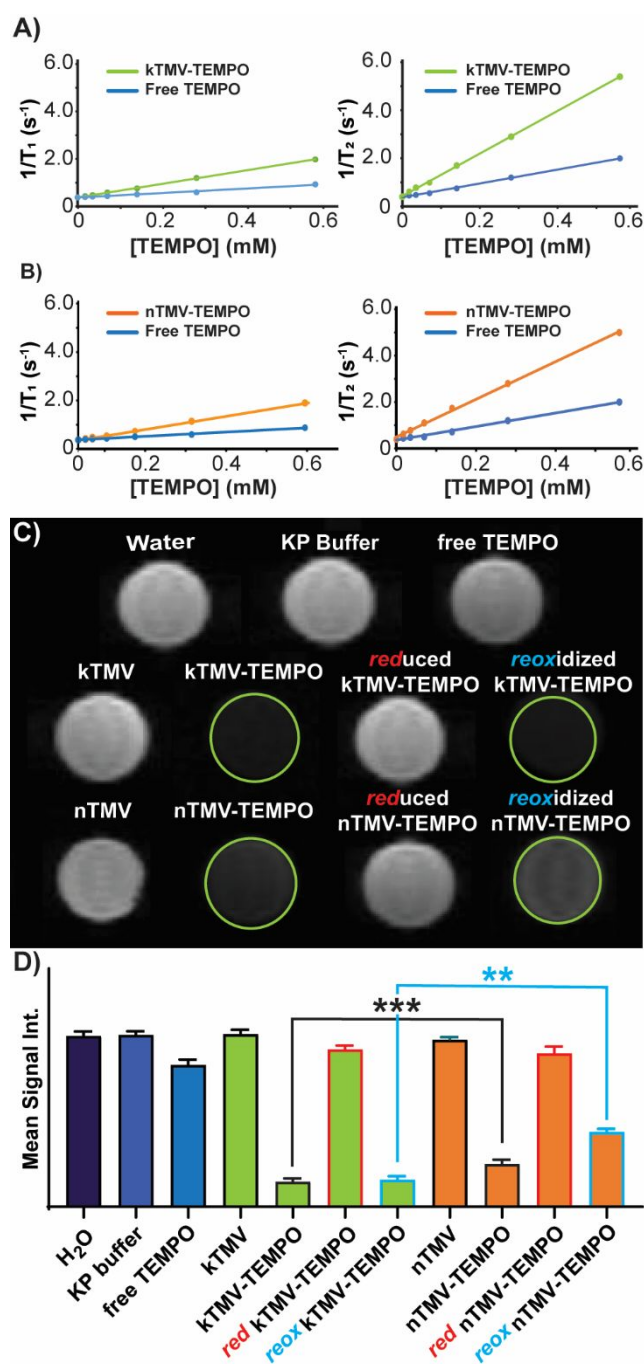 A)
6.0
4.0
2.0
0
1/T₁ (s⁻¹)
kTMV-TEMPO
Free TEMPO
0
0.2
0.4
0.6
[TEMPO] (mM)
6.0
4.0
2.0
0
1/T₂ (s⁻¹)
kTMV-TEMPO
Free TEMPO
0
0.2
0.4
0.6
[TEMPO] (mM)
B)
6.0
4.0
2.0
0
1/T₁ (s⁻¹)
nTMV-TEMPO
Free TEMPO
0
0.2
0.4
0.6
[TEMPO] (mM)
6.0
4.0
2.0
0
1/T₂ (s⁻¹)
nTMV-TEMPO
Free TEMPO
0
0.2
0.4
0.6
[TEMPO] (mM)
C)
Water
KP Buffer
free TEMPO
kTMV
kTMV-TEMPO
reduced
kTMV-TEMPO
reoxidized
kTMV-TEMPO
nTMV
nTMV-TEMPO
reduced
nTMV-TEMPO
reoxidized
nTMV-TEMPO
D)
Mean Signal Int.
***
**
H₂O
KP buffer
free TEMPO
kTMV
kTMV-TEMPO
red kTMV-TEMPO
reox kTMV-TEMPO
nTMV
nTMV-TEMPO
red nTMV-TEMPO
reox nTMV-TEMPO